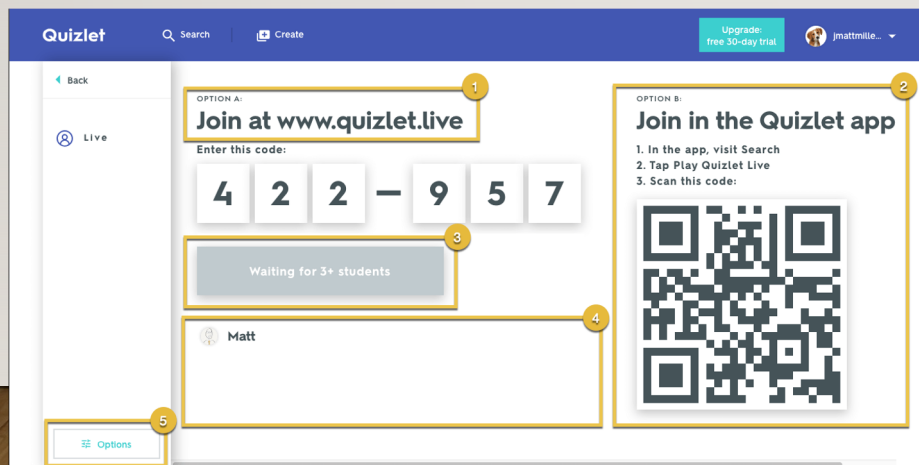 Quizlet
Search
Create
Upgrade:
free 30-day trial
jmattmille...
Back
Live
1
OPTION A:
Join at www.quizlet.live
Enter this code:
4 2 2 – 9 5 7
3
Waiting for 3+ students
4
Matt
2
OPTION B:
Join in the Quizlet app
1. In the app, visit Search
2. Tap Play Quizlet Live
3. Scan this code:
5
Options